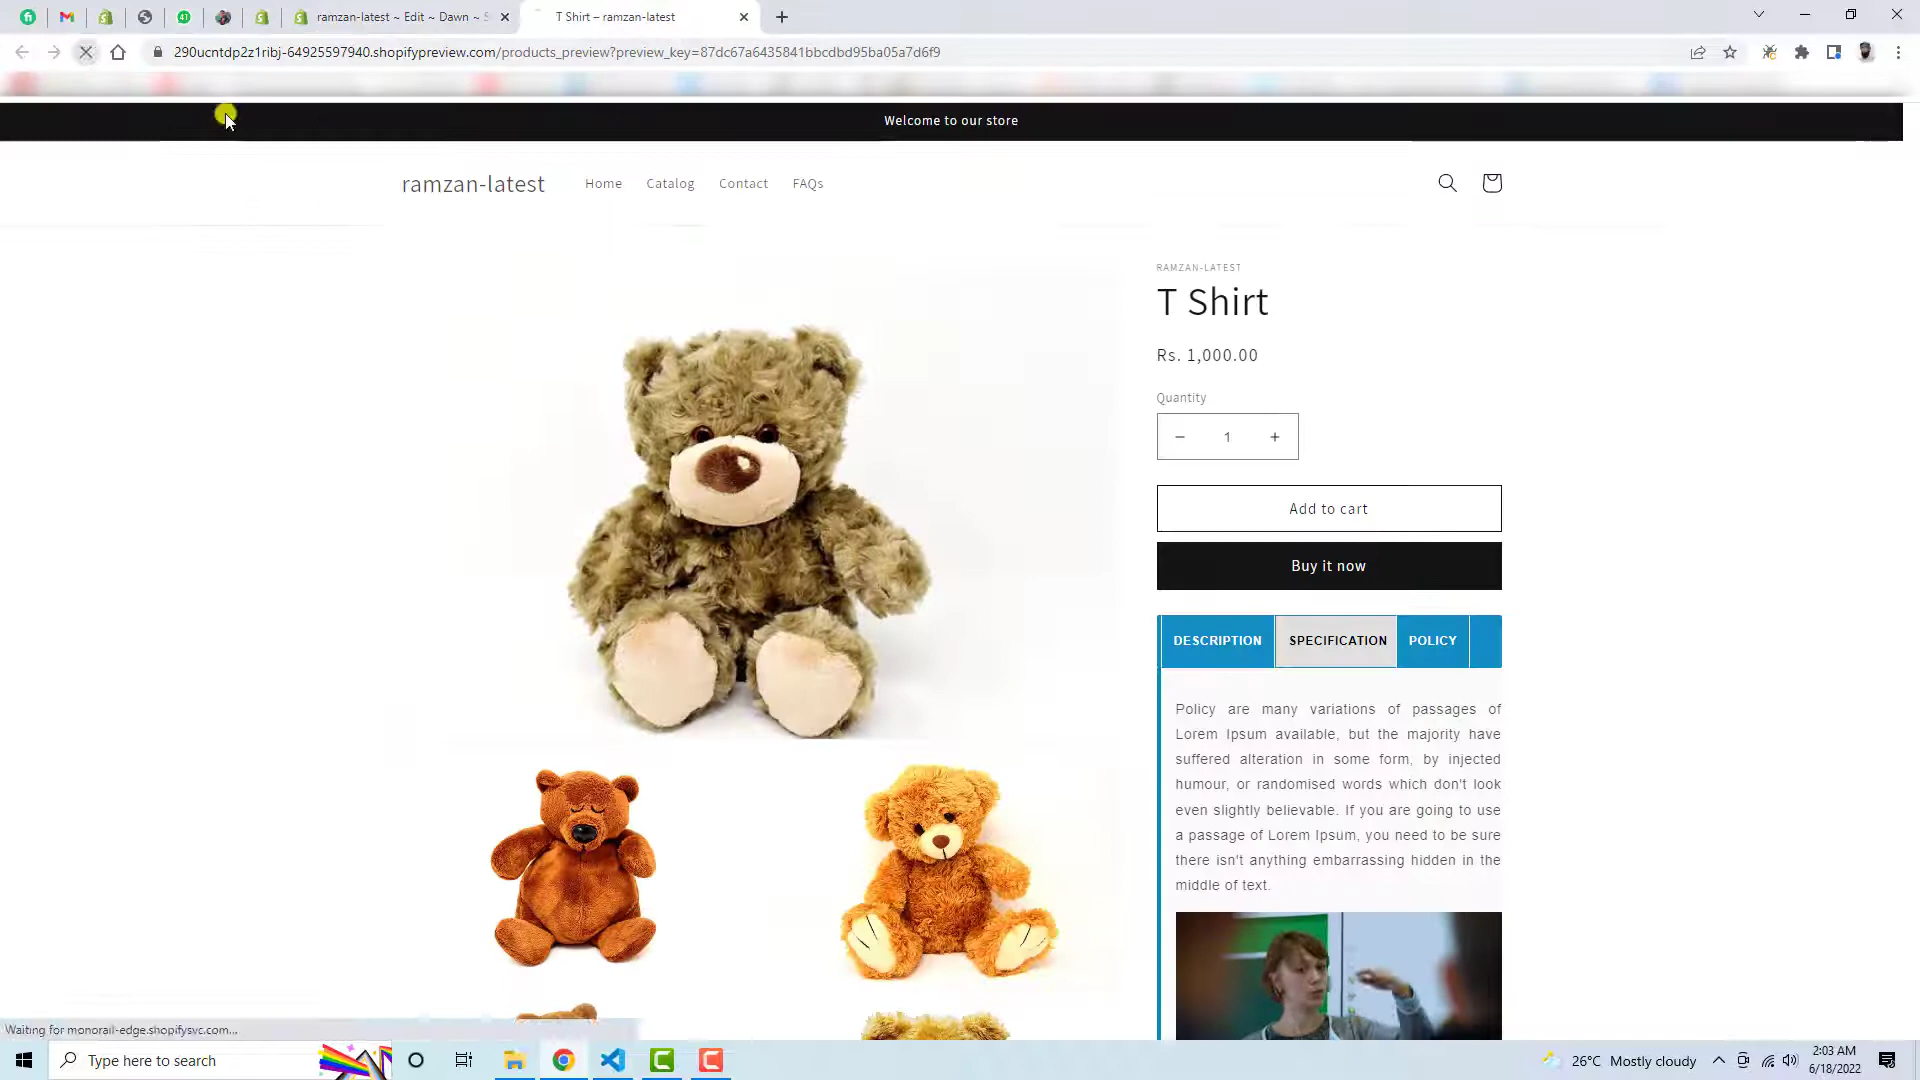 ramzan-latest ~ Edit ~ Dawn ~ S
T Shirt – ramzan-latest
290ucntdp2z1ribj-64925597940.shopifypreview.com/products_preview?preview_key=87dc67a6435841bbcdbd95ba05a7d6f9
Welcome to our store
ramzan-latest
Home
Catalog
Contact
FAQs
RAMZAN-LATEST
T Shirt
Rs. 1,000.00
Quantity
− 1 +
Add to cart
Buy it now
DESCRIPTION
SPECIFICATION
POLICY
Policy are many variations of passages of
Lorem Ipsum available, but the majority have
suffered alteration in some form, by injected
humour, or randomised words which don't look
even slightly believable. If you are going to use
a passage of Lorem Ipsum, you need to be sure
there isn't anything embarrassing hidden in the
middle of text.
Waiting for monorail-edge.shopifysvc.com...
Type here to search
26°C Mostly cloudy
2:03 AM
6/18/2022